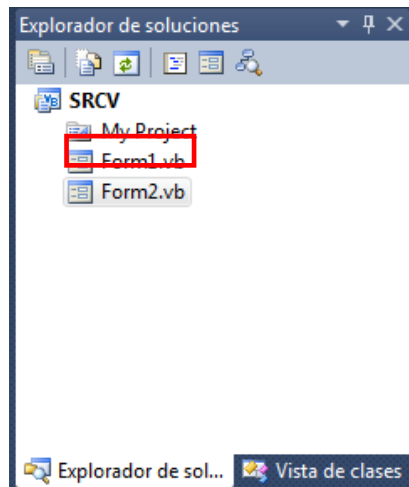 Explorador de soluciones
SRCV
My Project
Form1.vb
Form2.vb
Explorador de sol... Vista de clases